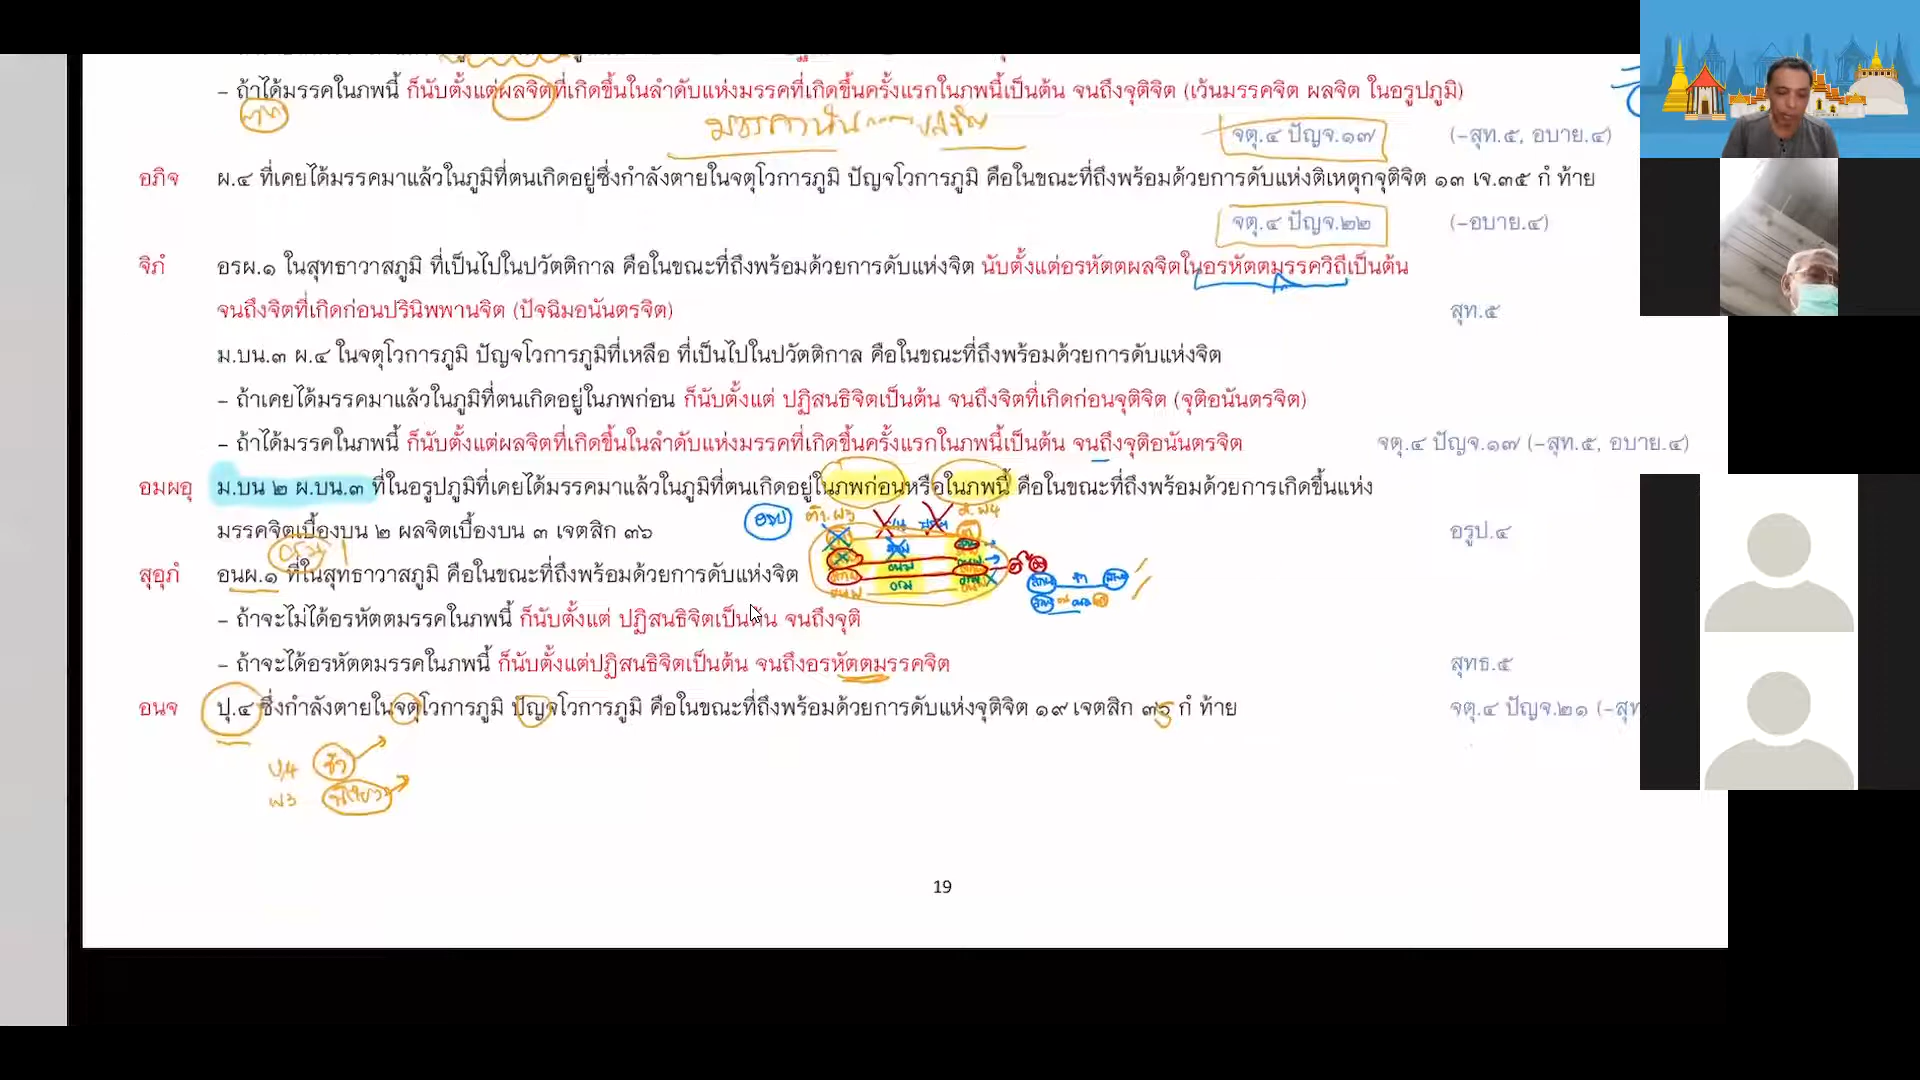 – ถ้าได้มรรคในภพนี้ ก็นับตั้งแต่ผลจิตที่เกิดขึ้นในลำดับแห่งมรรคที่เกิดขึ้นครั้งแรกในภพนี้เป็นต้น จนถึงจุติจิต (เว้นมรรคจิต ผลจิต ในอรูปภูมิ)
จตุ.๔ ปัญจ.๑๗ (–สุท.๕, อบาย.๔)
อภิจ ผ.๔ ที่เคยได้มรรคมาแล้วในภูมิที่ตนเกิดอยู่ซึ่งกำลังตายในจตุโวการภูมิ ปัญจโวการภูมิ คือในขณะที่ถึงพร้อมด้วยการดับแห่งติเหตุกจุติจิต ๑๓ เจ.๓๕ กํ ท้าย
จตุ.๔ ปัญจ.๒๒ (–อบาย.๔)
จิภํ อรผ.๑ ในสุทธาวาสภูมิ ที่เป็นไปในปวัตติกาล คือในขณะที่ถึงพร้อมด้วยการดับแห่งจิต นับตั้งแต่อรหัตตผลจิตในอรหัตตมรรควิถีเป็นต้น
จนถึงจิตที่เกิดก่อนปรินิพพานจิต (ปัจฉิมอนันตรจิต) สุท.๕
ม.บน.๓ ผ.๔ ในจตุโวการภูมิ ปัญจโวการภูมิที่เหลือ ที่เป็นไปในปวัตติกาล คือในขณะที่ถึงพร้อมด้วยการดับแห่งจิต
– ถ้าเคยได้มรรคมาแล้วในภูมิที่ตนเกิดอยู่ในภพก่อน ก็นับตั้งแต่ ปฏิสนธิจิตเป็นต้น จนถึงจิตที่เกิดก่อนจุติจิต (จุติอนันตรจิต)
– ถ้าได้มรรคในภพนี้ ก็นับตั้งแต่ผลจิตที่เกิดขึ้นในลำดับแห่งมรรคที่เกิดขึ้นครั้งแรกในภพนี้เป็นต้น จนถึงจุติอนันตรจิต จตุ.๔ ปัญจ.๑๗ (–สุท.๕, อบาย.๔)
อมผอุ ม.บน ๒ ผ.บน.๓ ที่ในอรูปภูมิที่เคยได้มรรคมาแล้วในภูมิที่ตนเกิดอยู่ในภพก่อนหรือในภพนี้ คือในขณะที่ถึงพร้อมด้วยการเกิดขึ้นแห่ง
มรรคจิตเบื้องบน ๒ ผลจิตเบื้องบน ๓ เจตสิก ๓๖ อรูป.๔
สุอุภํ อนผ.๑ ที่ในสุทธาวาสภูมิ คือในขณะที่ถึงพร้อมด้วยการดับแห่งจิต
– ถ้าจะไม่ได้อรหัตตมรรคในภพนี้ ก็นับตั้งแต่ ปฏิสนธิจิตเป็นต้น จนถึงจุติ
– ถ้าจะได้อรหัตตมรรคในภพนี้ ก็นับตั้งแต่ปฏิสนธิจิตเป็นต้น จนถึงอรหัตตมรรคจิต สุทธ.๕
อนจ ปุ.๔ ซึ่งกำลังตายในจตุโวการภูมิ ปัญจโวการภูมิ คือในขณะที่ถึงพร้อมด้วยการดับแห่งจุติจิต ๑๙ เจตสิก กํ ท้าย จตุ.๔ ปัญจ.๒๑
19